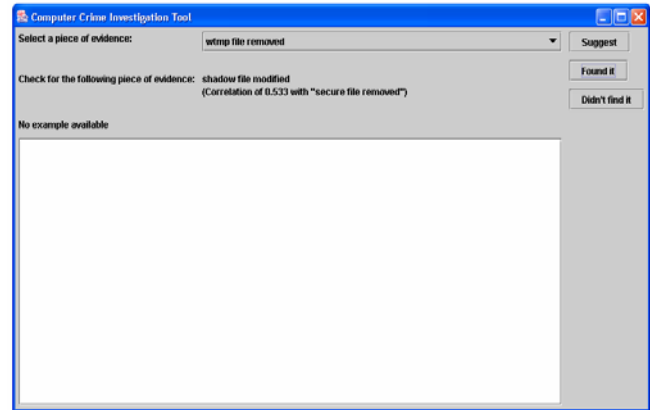 Computer Crime Investigation Tool
Select a piece of evidence: wtmp file removed Suggest
Found it
Check for the following piece of evidence: shadow file modified
(Correlation of 0.533 with "secure file removed")
Didn't find it
No example available